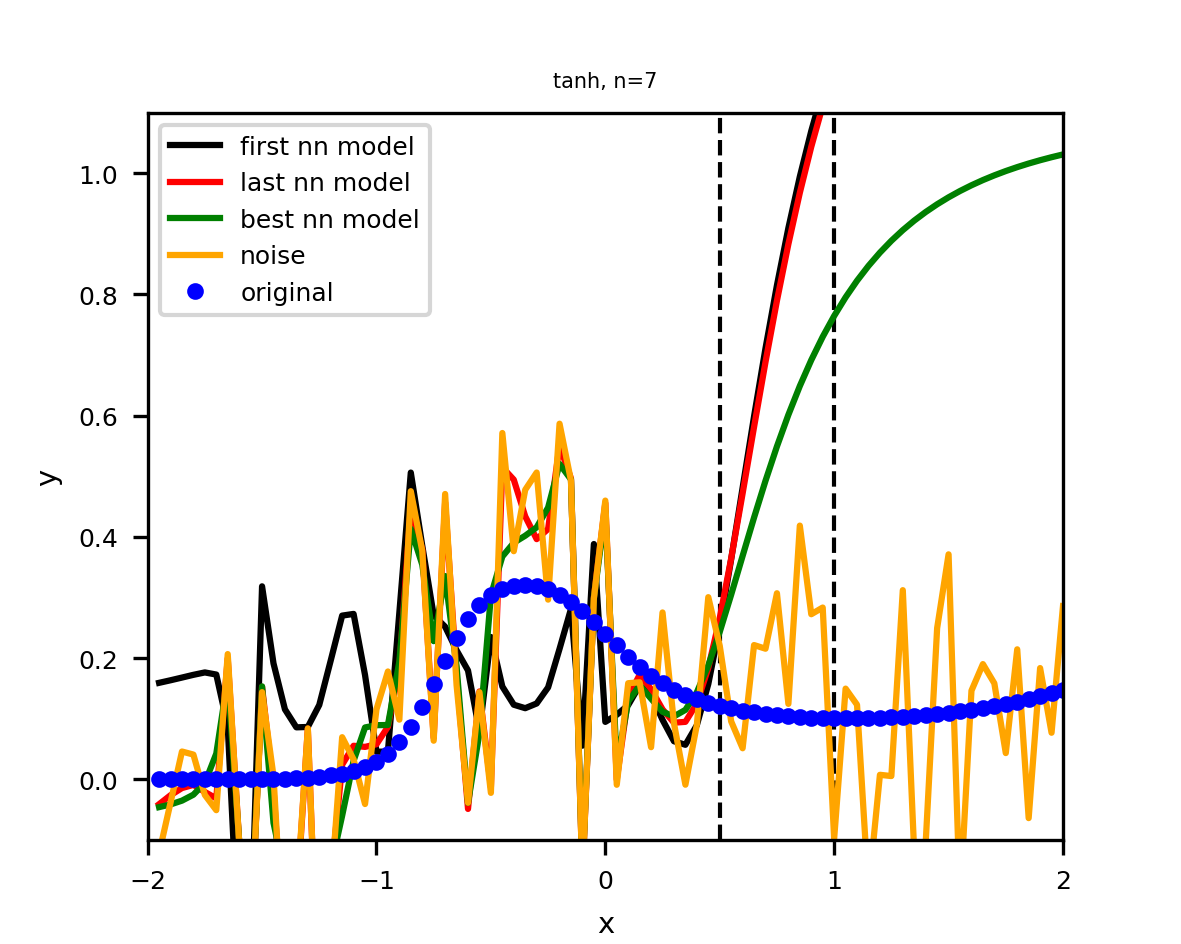 tanh, n=7
first nn model
last nn model
best nn model
noise
original
1.0
0.8
0.6
0.4
0.2
0.0
y
−2
−1
0
1
2
x